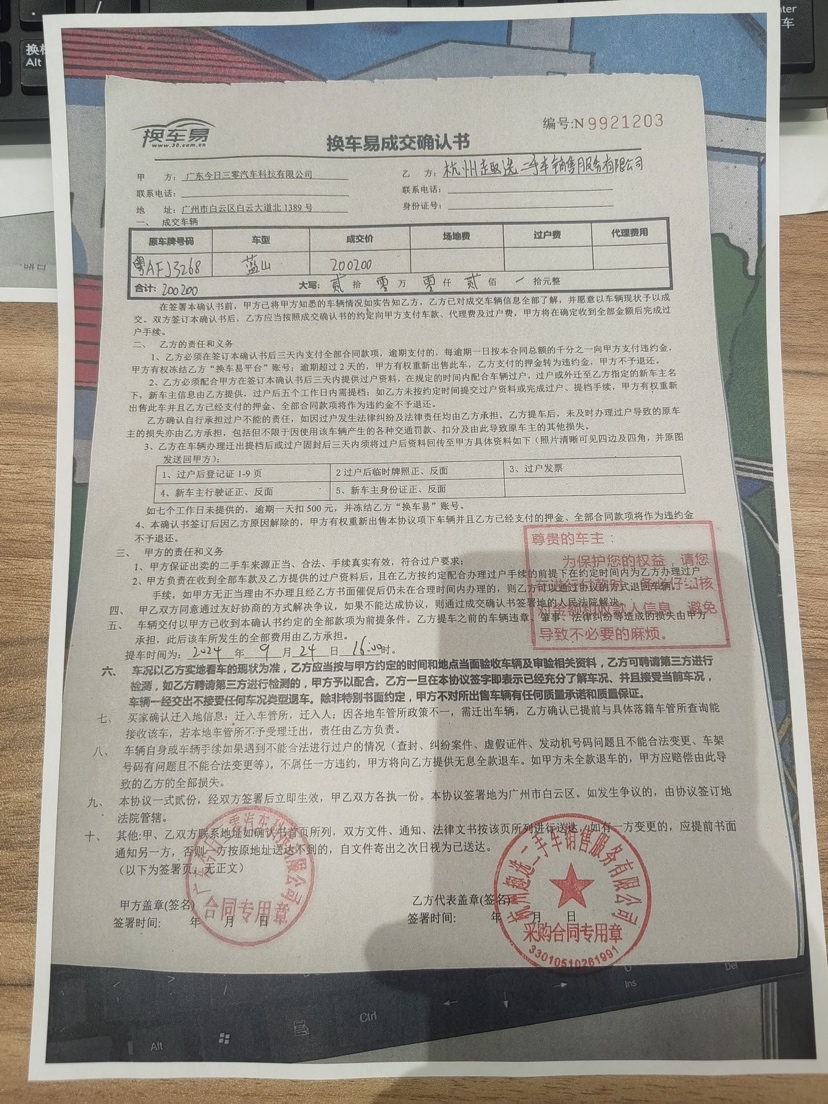 换车易
www.30.com.cn
编号:N 9921203
换车易成交确认书
甲 方: 广东今日三零汽车科技有限公司
乙 方: 杭州趣选二手车销售服务有限公司
联系电话:
联系电话:
地 址: 广州市白云区白云大道北 1389 号
身份证号:
一、 成交车辆
原车牌号码 车型 成交价 场地费 过户费 代理费用
粤AFJ3268 蓝山 200200
合计: 200200 大写: 贰 拾 零 万 零 仟 贰 佰 拾元整
在签署本确认书前,甲方已将甲方知悉的车辆情况如实告知乙方,乙方已对成交车辆信息全部了解,并愿意以车辆现状予以成
交。双方签订本确认书后,乙方应当按照成交确认书的约定向甲方支付车款、代理费及过户费,甲方将在确定收到全部金额后完成过
户手续。
二、 乙方的责任和义务
1、乙方必须在签订本确认书后三天内支付全部合同款项,逾期支付的,每逾期一日按本合同总额的千分之一向甲方支付违约金,
甲方有权冻结乙方“换车易平台”账号;逾期超过 2 天的,甲方有权重新出售此车,乙方支付的押金转为违约金,甲方不予退还。
2、乙方必须配合甲方在签订本确认书后三天内提供过户资料,在规定的时间内配合车辆过户,过户或外迁至乙方指定的新车主名
下,新车主信息由乙方提供,过户后五个工作日内需提档;如乙方未按约定时间提交过户资料或完成过户、提档手续,甲方有权重新
出售此车并且乙方已经支付的押金、全部合同款项将作为违约金不予退还。
乙方确认自行承担过户不能的责任,如因过户发生法律纠纷及法律责任均由乙方承担,乙方提车后,未及时办理过户导致的原车
主的损失亦由乙方承担,包括但不限于因使用该车辆产生的各种交通罚款、扣分及由此导致原车主的其他损失。
3、乙方在车辆办理迁出提档后或过户固封后三天内须将过户后资料回传至甲方具体资料如下(照片清晰可见四边及四角,并原图
发送回甲方):
1、过户后登记证 1-9 页 2 过户后临时牌照正、反面 3、过户发票
4、新车主行驶证正、反面 5、新车主身份证正、反面
如七个工作日未提供的,逾期一天扣 500 元,并冻结乙方“换车易”账号。
4、本确认书签订后因乙方原因解除的,甲方有权重新出售本协议项下车辆并且乙方已经支付的押金、全部合同款项将作为违约金
不予退还。
三、 甲方的责任和义务
1、甲方保证出卖的二手车来源正当、合法、手续真实有效,符合过户要求;
2、甲方负责在收到全部车款及乙方提供的过户资料后,且在乙方按约定配合办理过户手续的前提下在约定时间内为乙方办理过户
手续,如甲方无正当理由不办理且经乙方书面催促后仍未在合理时间内办理的,则乙方可以通过协议的方式退回车辆。
四、 甲乙双方同意通过友好协商的方式解决争议,如果不能达成协议,则通过成交确认书签署地的人民法院解决。
五、 车辆交付以甲方已收到本确认书约定的全部款项为前提条件。乙方提车之前的车辆违章、肇事、法律纠纷等造成的损失由甲方
承担,此后该车所发生的全部费用由乙方承担。
尊贵的车主:
为保护您的权益,请您
避免
导致不必要的麻烦。
提车时间为: 2024 年 9 月 24 日 16:00时。
六、 车况以乙方实地看车的现状为准,乙方应当按与甲方约定的时间和地点当面验收车辆及审验相关资料,乙方可聘请第三方进行
检测,如乙方聘请第三方进行检测的,甲方予以配合。乙方一旦在本协议签字即表示已经充分了解车况、并且接受当前车况,
车辆一经交出不接受任何车况类型退车。除非特别书面约定,甲方不对所出售车辆有任何质量承诺和质量保证。
七、 买家确认迁入地信息:迁入车管所,迁入人;因各地车管所政策不一,需迁出车辆,乙方确认已提前与具体落籍车管所查询能
接收该车,若本地车管所不予受理迁出,责任由乙方负责。
八、 车辆自身或车辆手续如果遇到不能合法进行过户的情况(查封、纠纷案件、虚假证件、发动机号码问题且不能合法变更、车架
号码有问题且不能合法变更等),不属任一方违约,甲方将向乙方提供无息全款退车。如甲方未全款退车的,甲方应赔偿由此导
致的乙方的全部损失。
九、 本协议一式贰份,经双方签署后立即生效,甲乙双方各执一份。本协议签署地为广州市白云区。如发生争议的,由协议签订地
法院管辖。
十、 其他:甲、乙双方联系地址如确认书首页所列,双方文件、通知、法律文书按该页所列进行送达,如有一方变更的,应提前书面
通知另一方,否则一方按原地址送达不到的,自文件寄出之次日视为已送达。
(以下为签署页,无正文)
甲方盖章(签名)
乙方代表盖章(签名)
签署时间: 年 月 日
签署时间: 年 月 日
合同专用章
杭州趣选二手车销售服务有限公司
采购合同专用章
33010510261991
Alt
Ctrl
Ins
Del
Alt